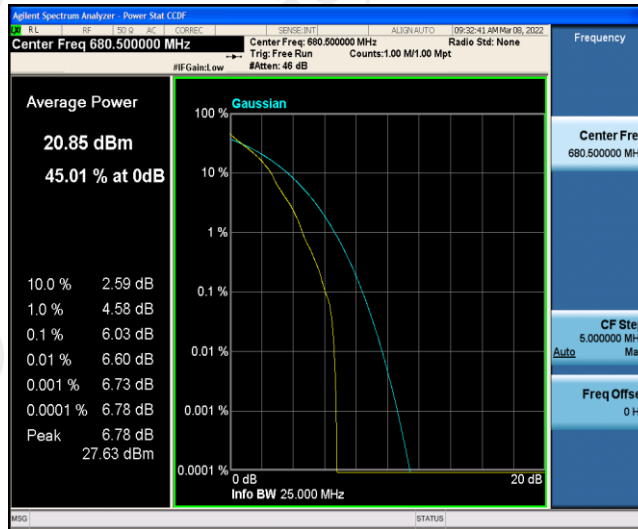 Agilent Spectrum Analyzer - Power Stat CCDF
RL RF 50 Ω AC CORREC SENSE:INT ALIGN AUTO 09:32:41 AM Mar 08, 2022
Center Freq 680.500000 MHz
Center Freq: 680.500000 MHz Radio Std: None
Trig: Free Run Counts:1.00 M/1.00 Mpt
#IFGain:Low #Atten: 46 dB
Frequency
Average Power
20.85 dBm
45.01 % at 0dB
10.0 % 2.59 dB
1.0 % 4.58 dB
0.1 % 6.03 dB
0.01 % 6.60 dB
0.001 % 6.73 dB
0.0001 % 6.78 dB
Peak 6.78 dB
27.63 dBm
Gaussian
100 %
10 %
1 %
0.1 %
0.01 %
0.001 %
0.0001 %
0 dB 20 dB
Info BW 25.000 MHz
Center Fre
680.500000 MH
CF Ste
5.000000 MH
Auto Ma
Freq Offse
0 H
MSG STATUS